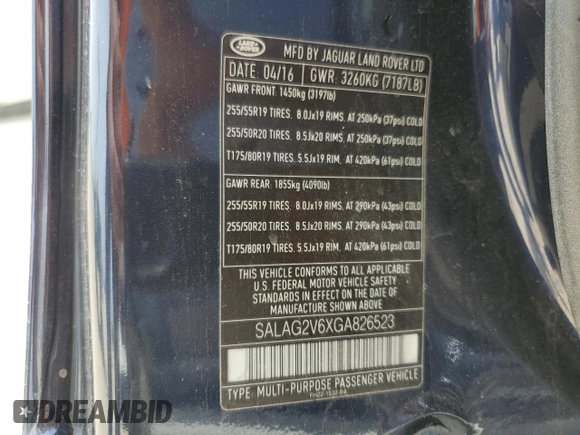 LAND ROVER
MFD BY JAGUAR LAND ROVER LTD
DATE 04/16 GWR. 3260KG (7187LB)
GAWR FRONT. 1450kg (3197lb)
255/55R19 TIRES. 8.0Jx19 RIMS. AT 250kPa (37psi) COLD
255/50R20 TIRES. 8.5Jx20 RIMS. AT 250kPa (37psi) COLD
T175/80R19 TIRES. 5.5Jx19 RIM. AT 420kPa (61psi) COLD
GAWR REAR. 1855kg (4090lb)
255/55R19 TIRES. 8.0Jx19 RIMS. AT 290kPa (43psi) COLD
255/50R20 TIRES. 8.5Jx20 RIMS. AT 290kPa (43psi) COLD
T175/80R19 TIRES. 5.5Jx19 RIM. AT 420kPa (61psi) COLD
THIS VEHICLE CONFORMS TO ALL APPLICABLE
U.S. FEDERAL MOTOR VEHICLE SAFETY
STANDARDS IN EFFECT ON THE DATE OF
MANUFACTURE SHOWN ABOVE
SALAG2V6XGA826523
TYPE: MULTI-PURPOSE PASSENGER VEHICLE
DREAMBID